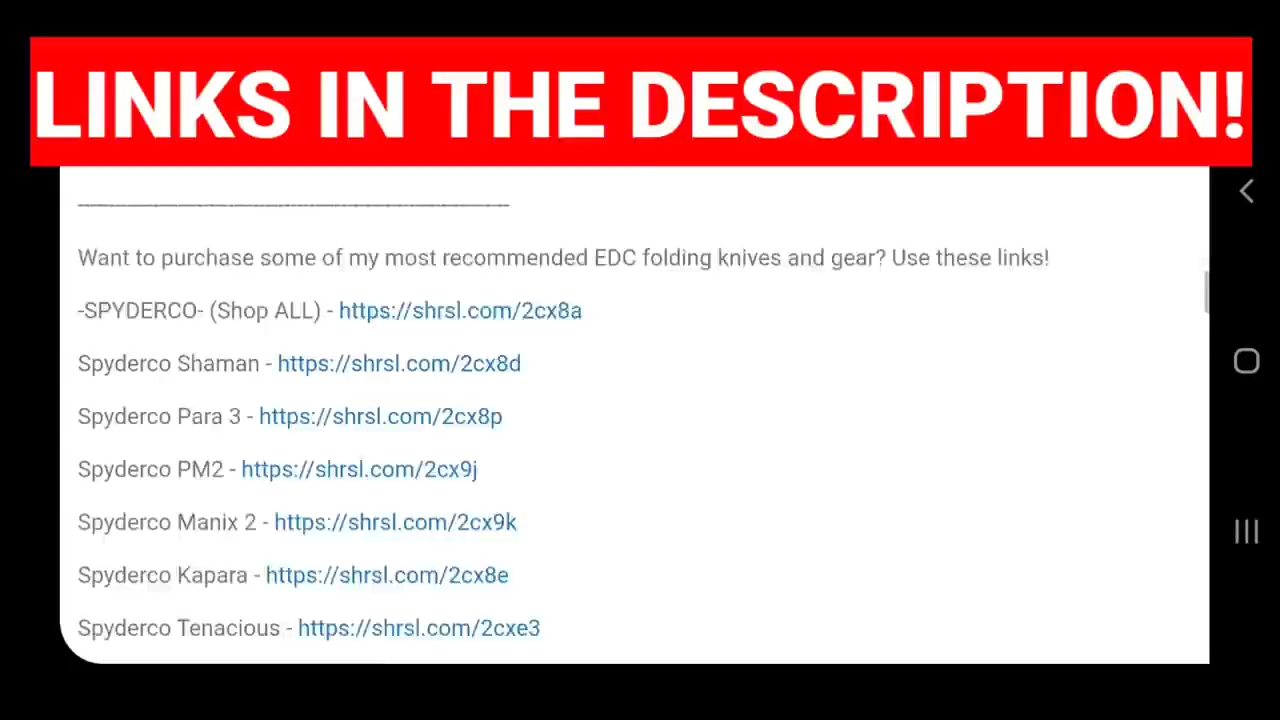 LINKS IN THE DESCRIPTION!
Want to purchase some of my most recommended EDC folding knives and gear? Use these links!
-SPYDERCO- (Shop ALL) - https://shrsl.com/2cx8a
Spyderco Shaman - https://shrsl.com/2cx8d
Spyderco Para 3 - https://shrsl.com/2cx8p
Spyderco PM2 - https://shrsl.com/2cx9j
Spyderco Manix 2 - https://shrsl.com/2cx9k
Spyderco Kapara - https://shrsl.com/2cx8e
Spyderco Tenacious - https://shrsl.com/2cxe3